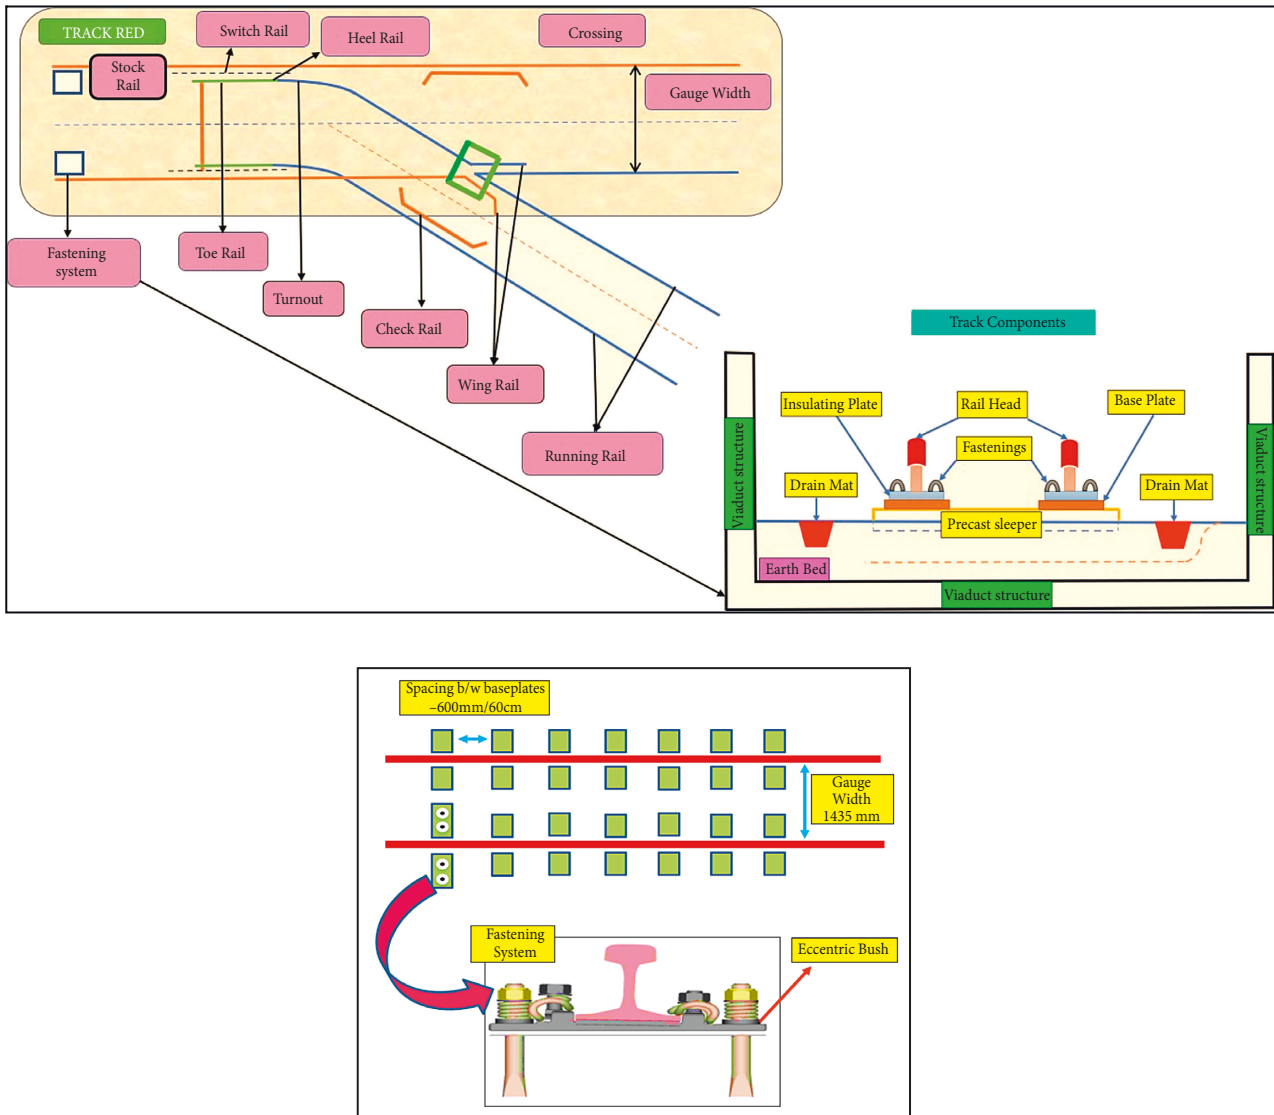 TRACK RED
Switch Rail
Heel Rail
Crossing
Stock
Rail
Gauge Width
Fastening
system
Toe Rail
Turnout
Check Rail
Wing Rail
Running Rail
Track Components
Insulating Plate
Rail Head
Base Plate
Fastenings
Drain Mat
Drain Mat
Viaduct structure
Viaduct structure
Precast sleeper
Earth Bed
Viaduct structure
Spacing b/w baseplates
~600mm/60cm
Gauge
Width
1435 mm
Fastening
System
Eccentric Bush